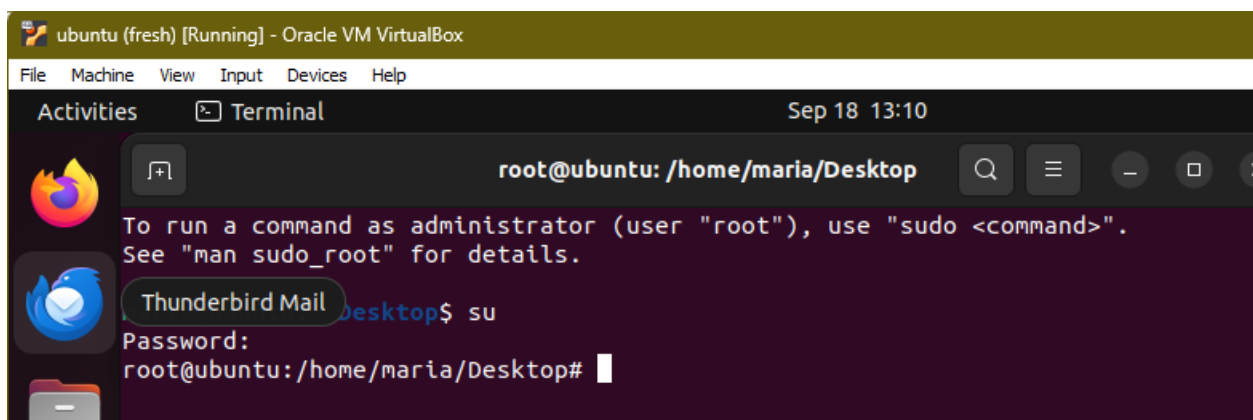 ubuntu (fresh) [Running] - Oracle VM VirtualBox
File Machine View Input Devices Help
Activities Terminal Sep 18 13:10
root@ubuntu: /home/maria/Desktop
To run a command as administrator (user "root"), use "sudo <command>".
See "man sudo_root" for details.
Thunderbird Mail Desktop$ su
Password:
root@ubuntu:/home/maria/Desktop#